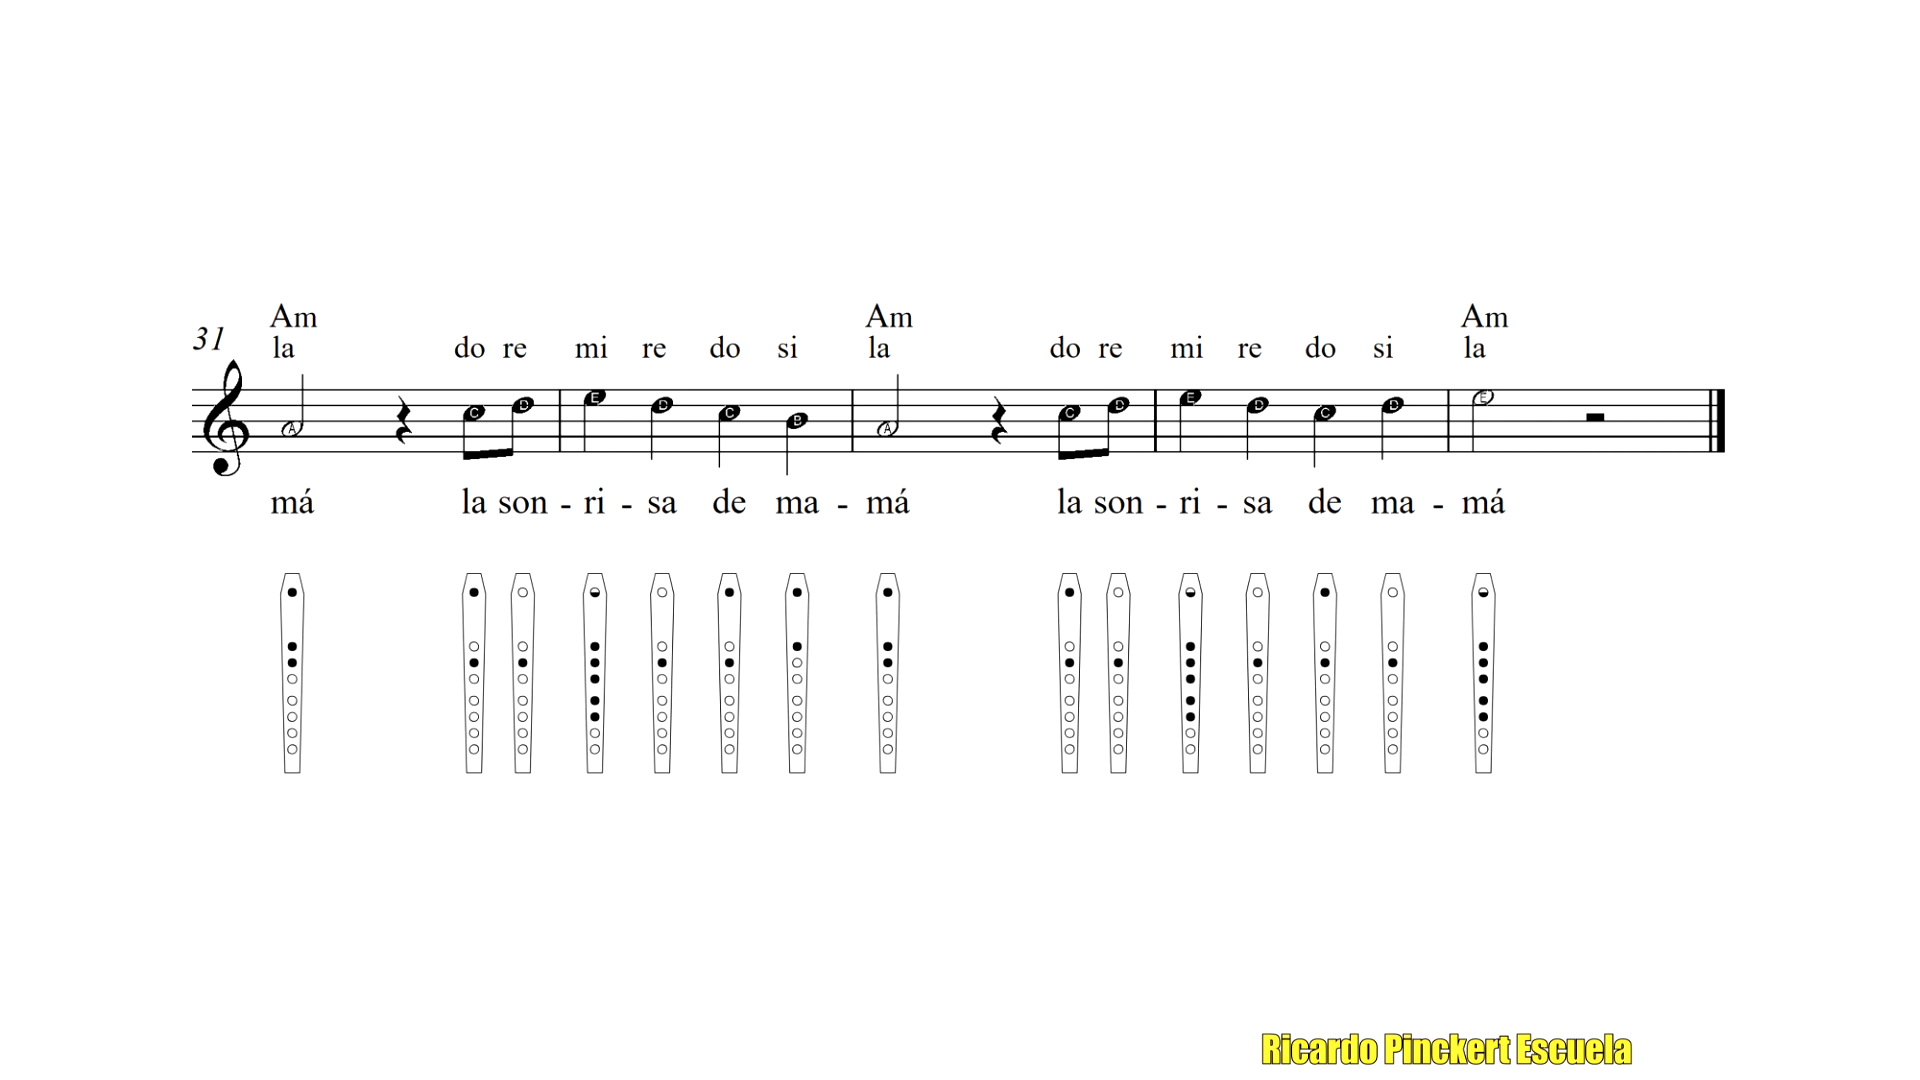 Am Am Am
31 la do re mi re do si la do re mi re do si la
A C D E D C B A C D E D C D E
má la son - ri - sa de ma - má la son - ri - sa de ma - má
Ricardo Pinckert Escuela